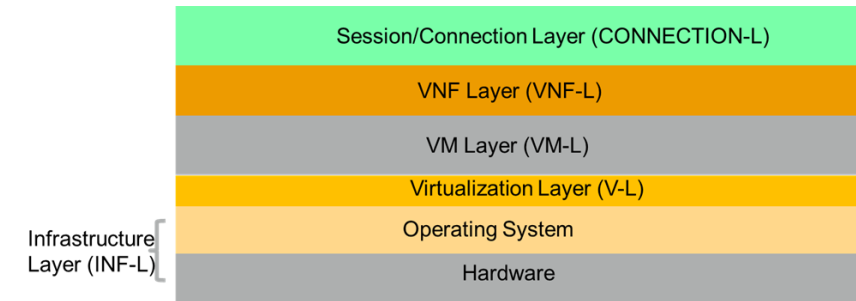 Session/Connection Layer (CONNECTION-L)
VNF Layer (VNF-L)
VM Layer (VM-L)
Virtualization Layer (V-L)
Operating System
Infrastructure
Layer (INF-L)
Hardware